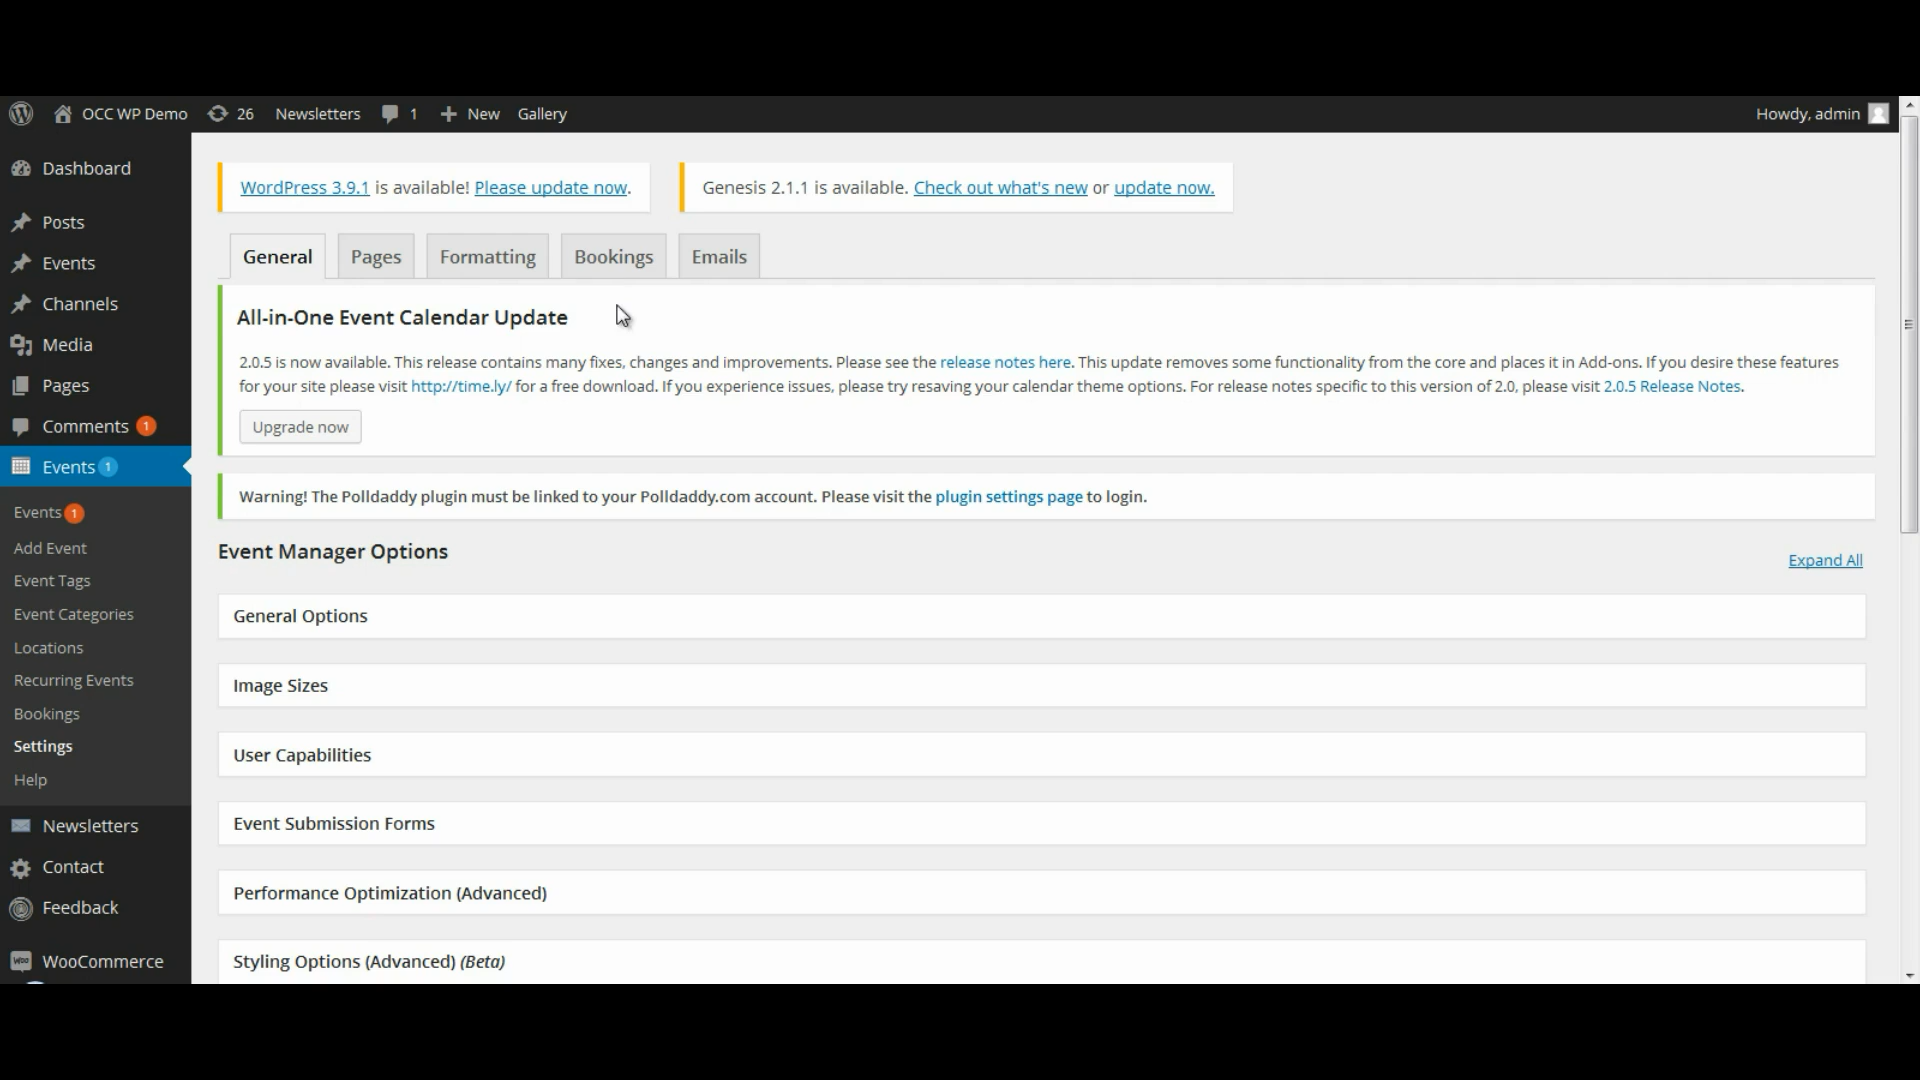 OCC WP Demo 26 Newsletters 1 New Gallery Howdy, admin
Dashboard
Posts
Events
Channels
Media
Pages
Comments 1
Events 1
Events 1
Add Event
Event Tags
Event Categories
Locations
Recurring Events
Bookings
Settings
Help
Newsletters
Contact
Feedback
WooCommerce
WordPress 3.9.1 is available! Please update now.
Genesis 2.1.1 is available. Check out what's new or update now.
General Pages Formatting Bookings Emails
All-in-One Event Calendar Update
2.0.5 is now available. This release contains many fixes, changes and improvements. Please see the release notes here. This update removes some functionality from the core and places it in Add-ons. If you desire these features
for your site please visit http://time.ly/ for a free download. If you experience issues, please try resaving your calendar theme options. For release notes specific to this version of 2.0, please visit 2.0.5 Release Notes.
Upgrade now
Warning! The Polldaddy plugin must be linked to your Polldaddy.com account. Please visit the plugin settings page to login.
Event Manager Options
Expand All
General Options
Image Sizes
User Capabilities
Event Submission Forms
Performance Optimization (Advanced)
Styling Options (Advanced) (Beta)